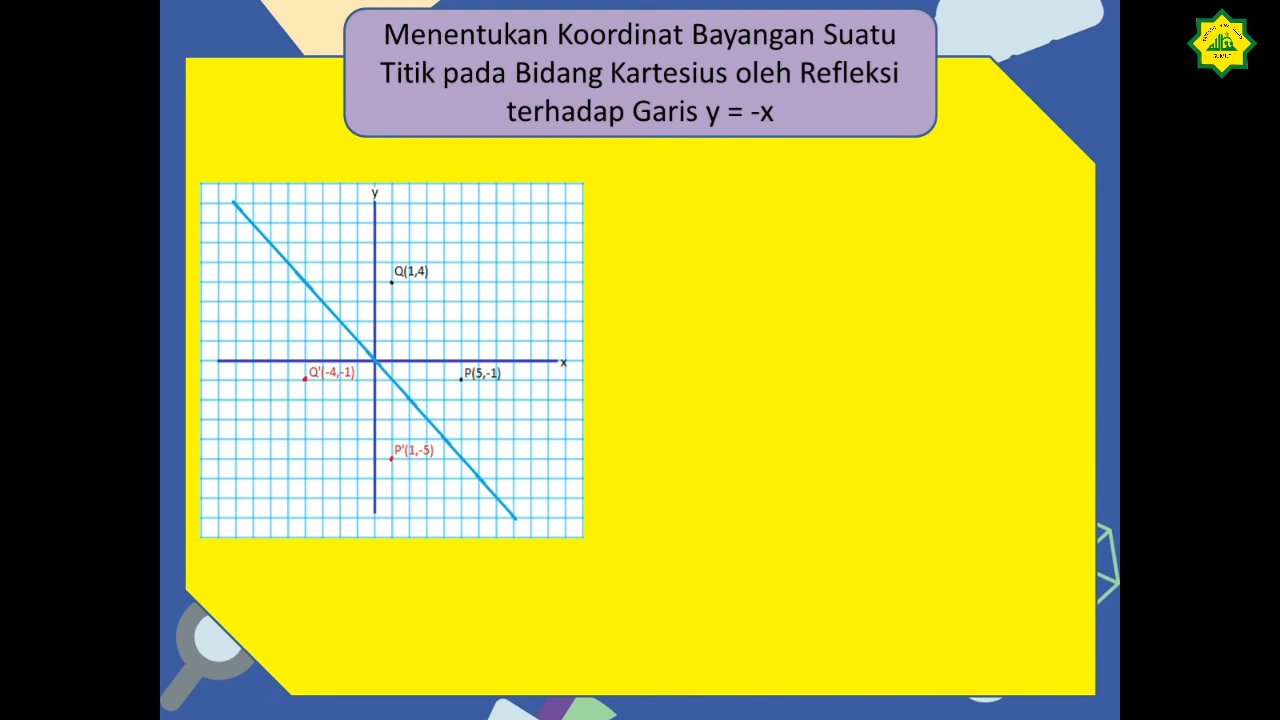 Menentukan Koordinat Bayangan Suatu
Titik pada Bidang Kartesius oleh Refleksi
terhadap Garis y = -x
y
Q(1,4)
x
Q'(-4,-1)
P(5,-1)
P'(1,-5)